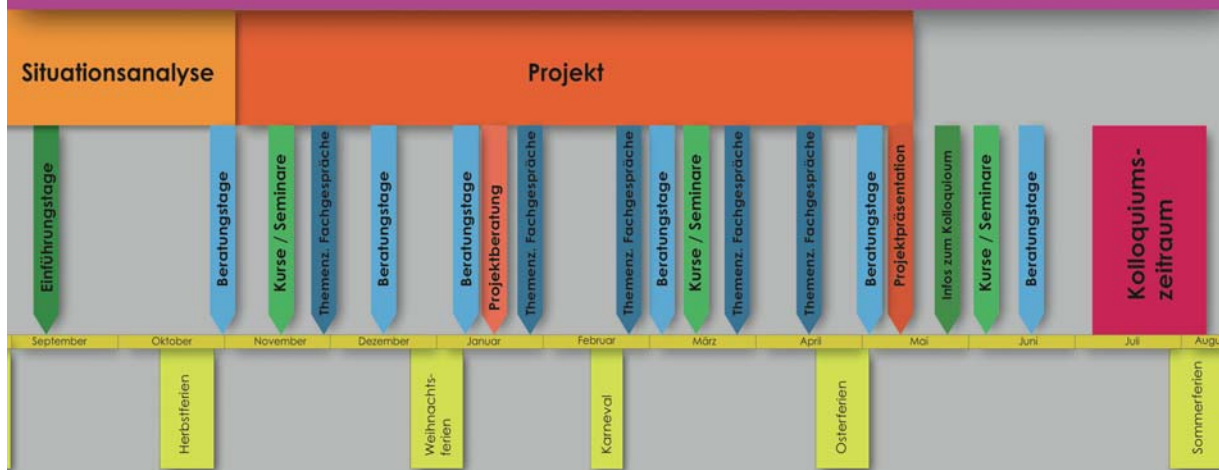 Situationsanalyse
Projekt
Einführungstage
Beratungstage
Kurse / Seminare
Themenz. Fachgespräche
Beratungstage
Beratungstage
Projektberatung
Themenz. Fachgespräche
Themenz. Fachgespräche
Beratungstage
Kurse / Seminare
Themenz. Fachgespräche
Themenz. Fachgespräche
Beratungstage
Projektpräsentation
Infos zum Kolloquioum
Kurse / Seminare
Beratungstage
Kolloquiums-
zeitraum
September
Oktober
November
Dezember
Januar
Februar
März
April
Mai
Juni
Juli
Augu
Herbstferien
Weihnachts-
ferien
Karneval
Osterferien
Sommerferien